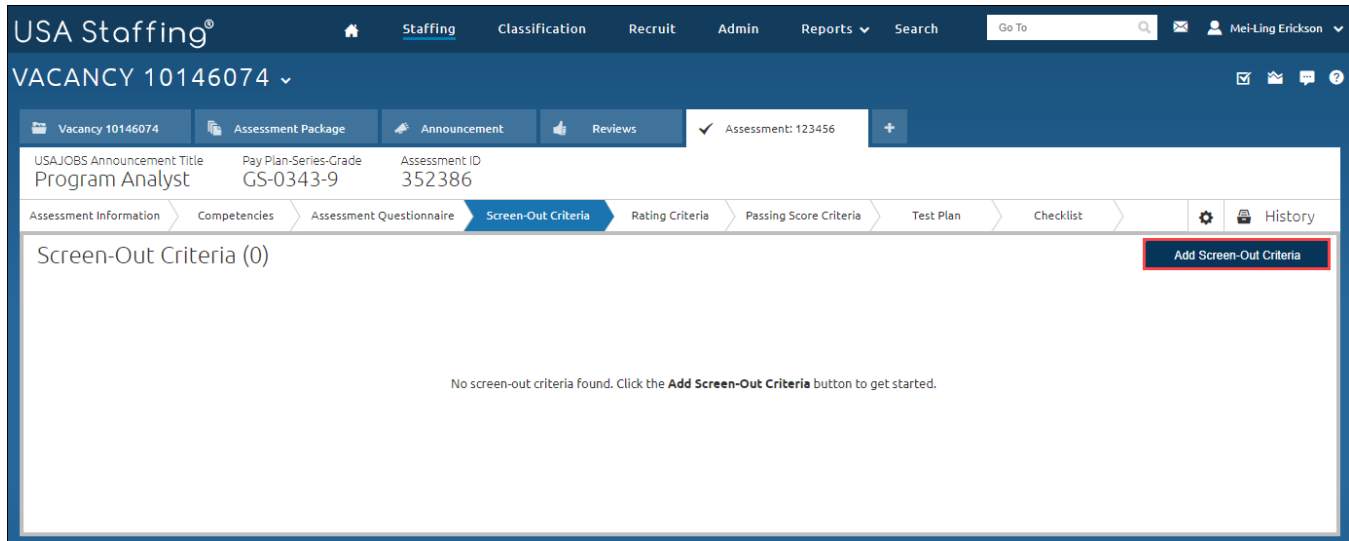 USA Staffing® Staffing Classification Recruit Admin Reports Search Go To Mei-Ling Erickson
VACANCY 10146074
Vacancy 10146074 Assessment Package Announcement Reviews Assessment: 123456 +
USAJOBS Announcement Title Pay Plan-Series-Grade Assessment ID
Program Analyst GS-0343-9 352386
Assessment Information Competencies Assessment Questionnaire Screen-Out Criteria Rating Criteria Passing Score Criteria Test Plan Checklist History
Screen-Out Criteria (0) Add Screen-Out Criteria
No screen-out criteria found. Click the Add Screen-Out Criteria button to get started.